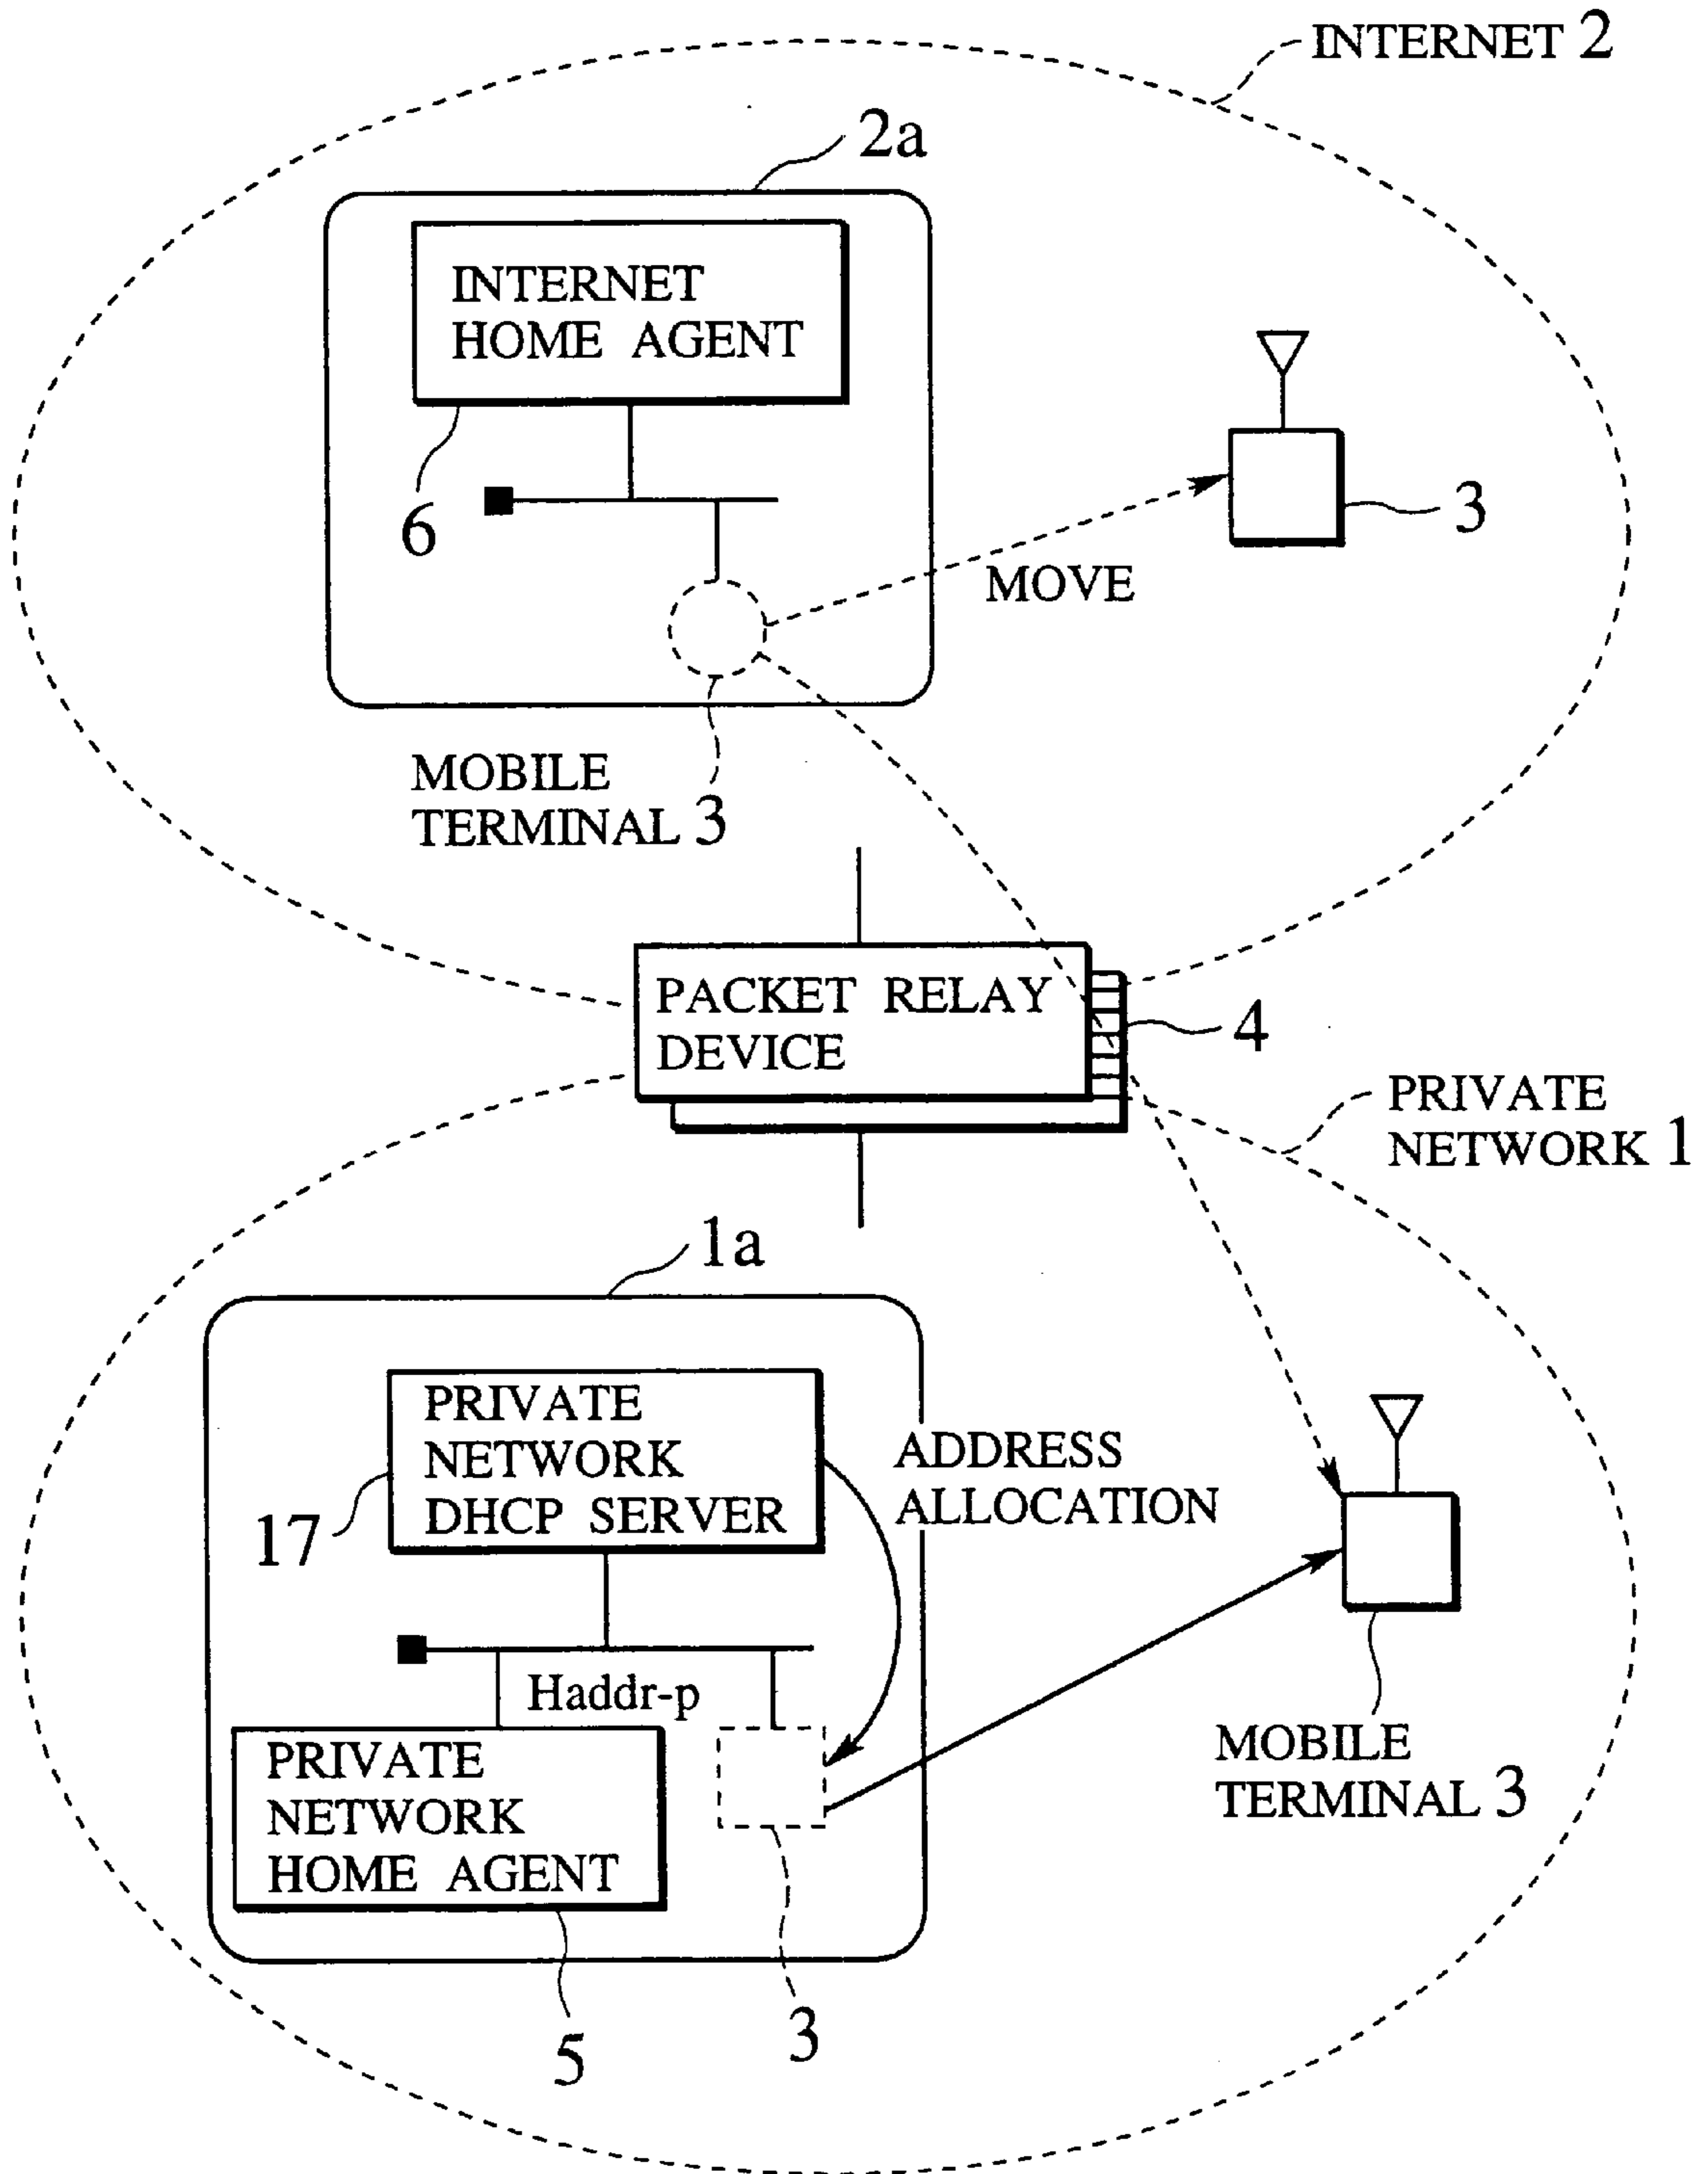 INTERNET 2
2a
INTERNET
HOME AGENT
6
3
MOVE
MOBILE
TERMINAL 3
PACKET RELAY
DEVICE
4
PRIVATE
NETWORK 1
1a
PRIVATE
NETWORK
DHCP SERVER
17
ADDRESS
ALLOCATION
Haddr-p
PRIVATE
NETWORK
HOME AGENT
5
3
MOBILE
TERMINAL 3